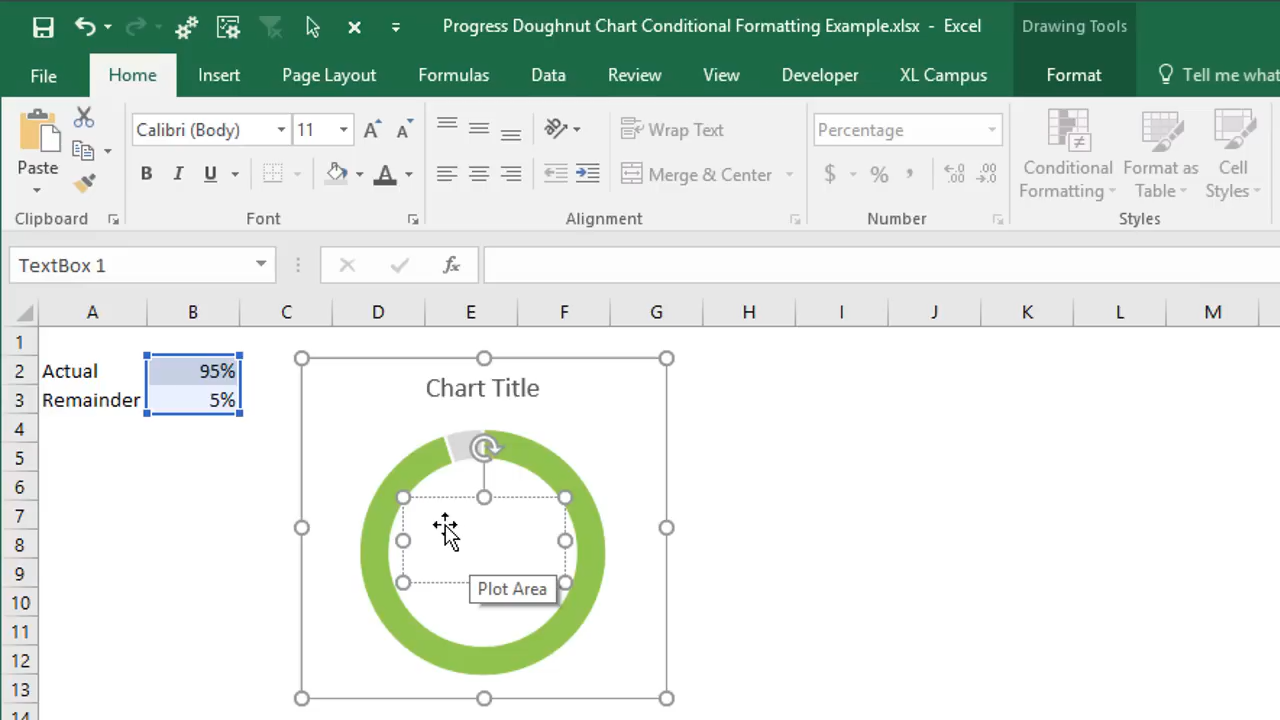 Progress Doughnut Chart Conditional Formatting Example.xlsx - Excel
Drawing Tools
File Home Insert Page Layout Formulas Data Review View Developer XL Campus Format Tell me what
Paste
Calibri (Body) 11
A A
Wrap Text
Percentage
B I U A
Merge & Center
$ % , .00 .0
Conditional Formatting
Format as Table
Cell Styles
Clipboard Font Alignment Number Styles
TextBox 1 fx
A B C D E F G H I J K L M
1
2 Actual 95%
3 Remainder 5%
Chart Title
4
5
6
7
8
9
Plot Area
10
11
12
13
14